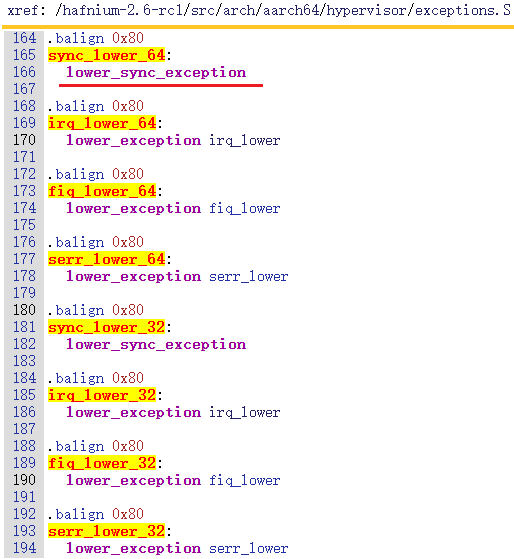 xref: /hafnium-2.6-rc1/src/arch/aarch64/hypervisor/exceptions.S
164 .balign 0x80
165 sync_lower_64:
166 lower_sync_exception
167
168 .balign 0x80
169 irq_lower_64:
170 lower_exception irq_lower
171
172 .balign 0x80
173 fiq_lower_64:
174 lower_exception fiq_lower
175
176 .balign 0x80
177 serr_lower_64:
178 lower_exception serr_lower
179
180 .balign 0x80
181 sync_lower_32:
182 lower_sync_exception
183
184 .balign 0x80
185 irq_lower_32:
186 lower_exception irq_lower
187
188 .balign 0x80
189 fiq_lower_32:
190 lower_exception fiq_lower
191
192 .balign 0x80
193 serr_lower_32:
194 lower_exception serr_lower